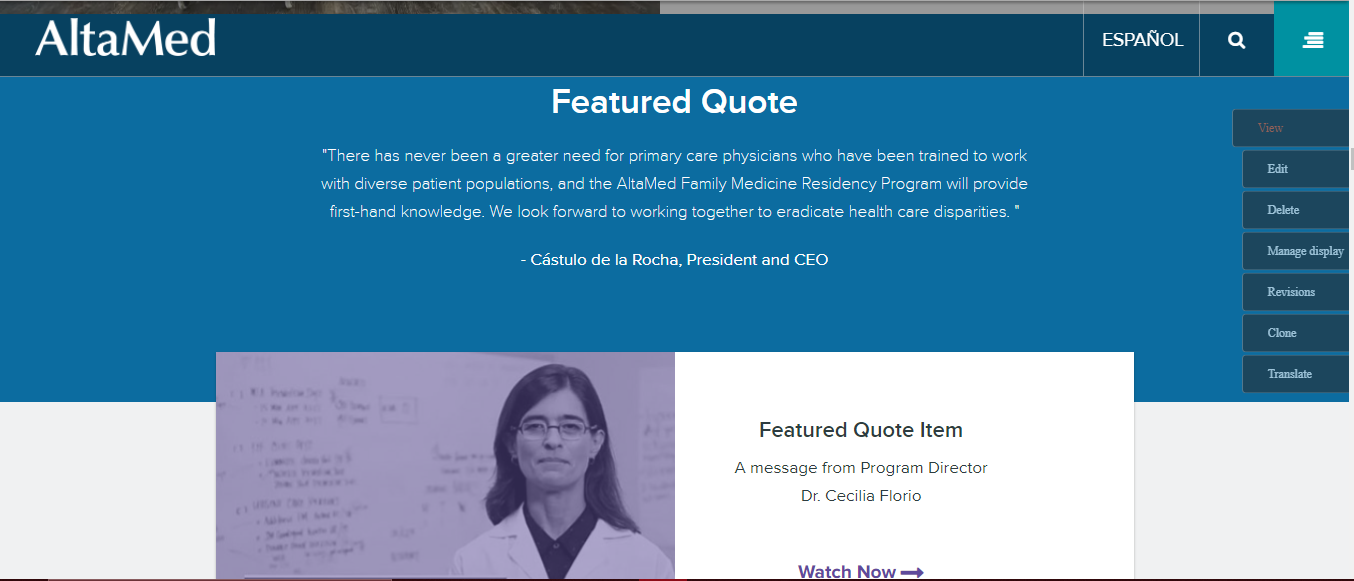 AltaMed
ESPAÑOL
Featured Quote
"There has never been a greater need for primary care physicians who have been trained to work
with diverse patient populations, and the AltaMed Family Medicine Residency Program will provide
first-hand knowledge. We look forward to working together to eradicate health care disparities. "
- Cástulo de la Rocha, President and CEO
View
Edit
Delete
Manage display
Revisions
Clone
Translate
Featured Quote Item
A message from Program Director
Dr. Cecilia Florio
Watch Now